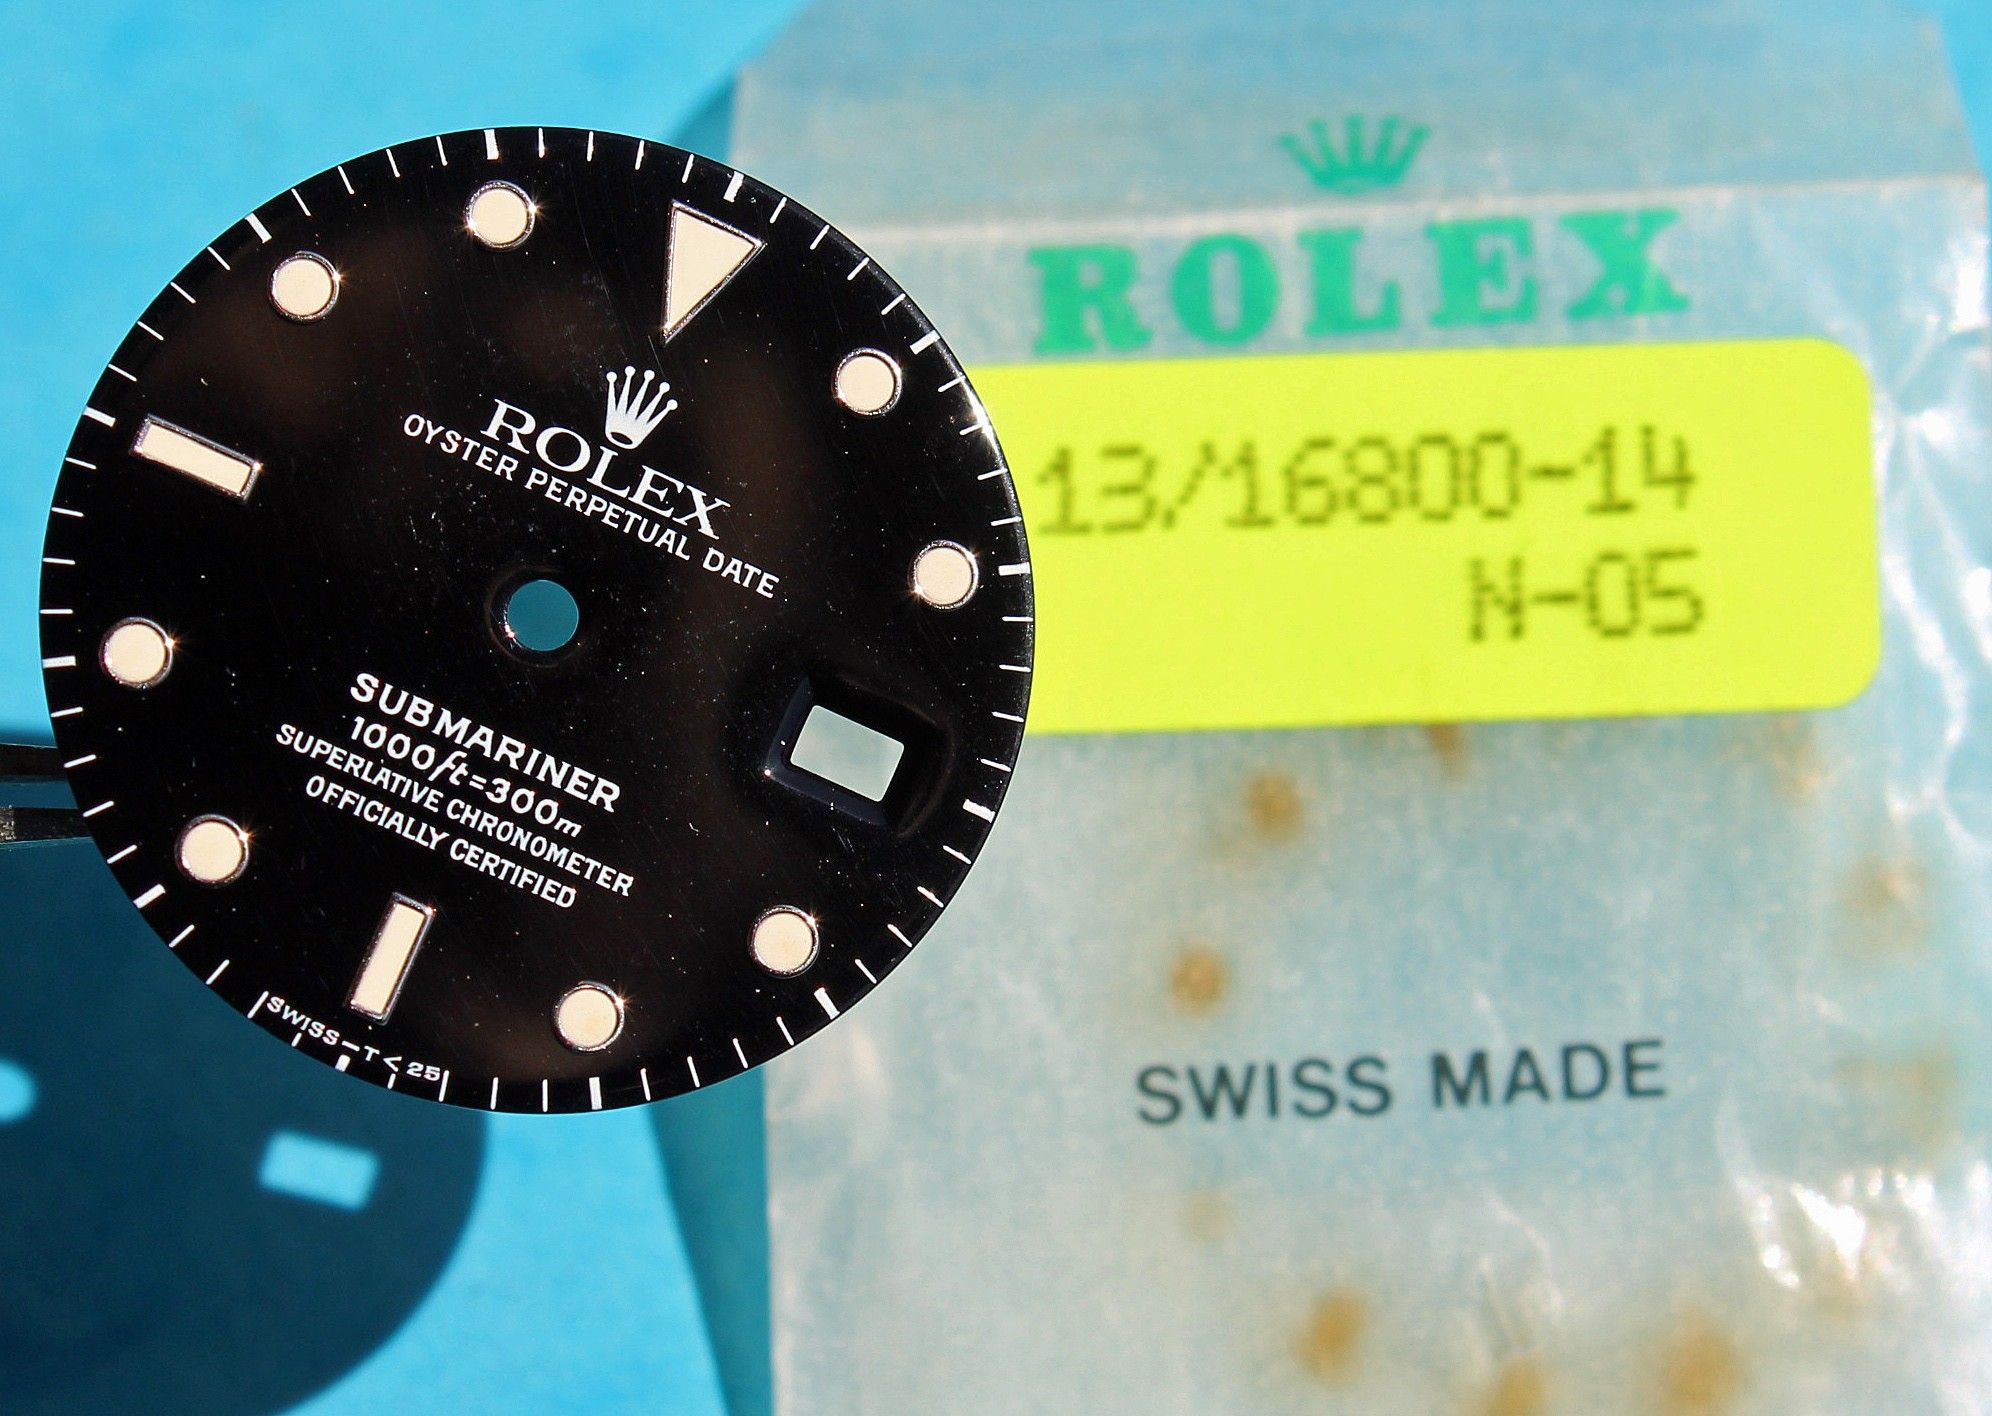 ROLEX
OYSTER PERPETUAL DATE
SUBMARINER
1000ft=300m
SUPERLATIVE CHRONOMETER
OFFICIALLY CERTIFIED
SWISS-T<25
ROLEX
13/16800-14
N-05
SWISS MADE